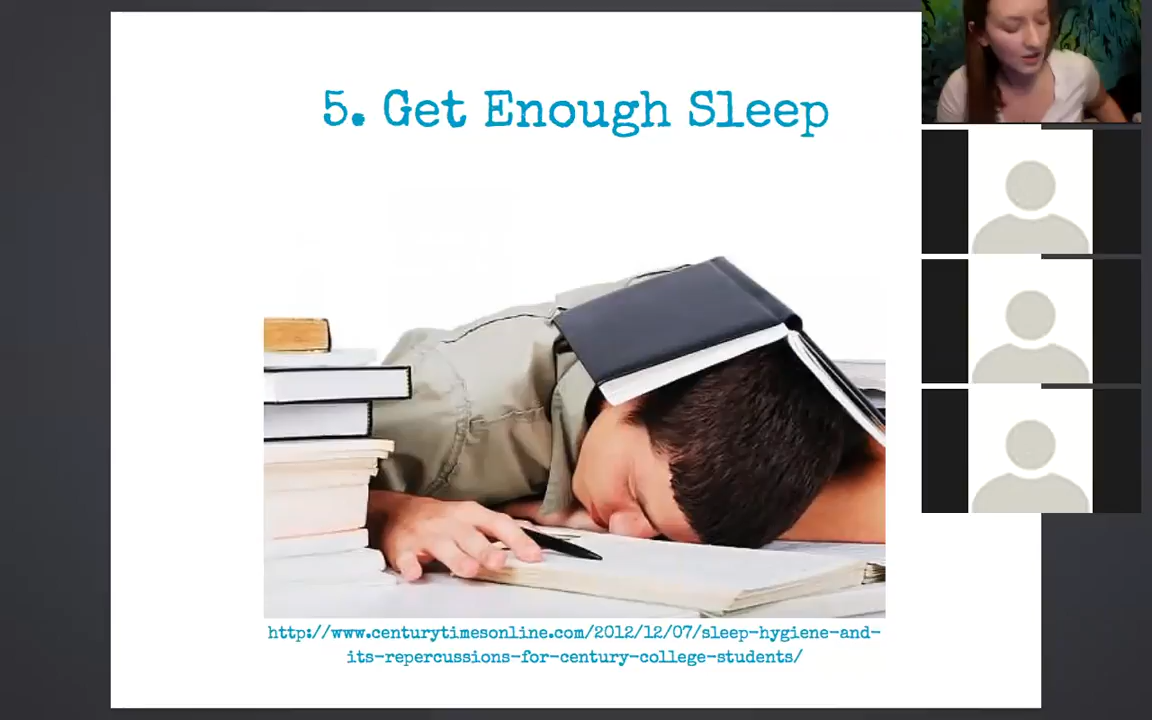 5. Get Enough Sleep
http://www.centurytimesonline.com/2012/12/07/sleep-hygiene-and-
its-repercussions-for-century-college-students/